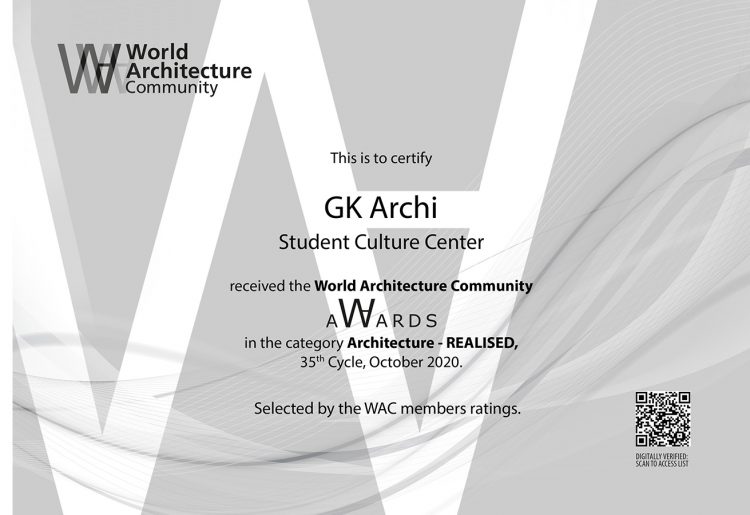 World
Architecture
Community
This is to certify
GK Archi
Student Culture Center
received the World Architecture Community
AWARDS
in the category Architecture - REALISED,
35th Cycle, October 2020.
Selected by the WAC members ratings.
DIGITALLY VERIFIED:
SCAN TO ACCESS LIST